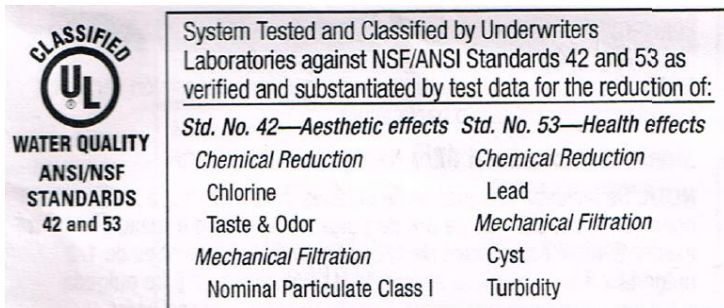 CLASSIFIED
UL
®
WATER QUALITY
ANSI/NSF
STANDARDS
42 and 53
System Tested and Classified by Underwriters
Laboratories against NSF/ANSI Standards 42 and 53 as
verified and substantiated by test data for the reduction of:
Std. No. 42—Aesthetic effects
Chemical Reduction
Chlorine
Taste & Odor
Mechanical Filtration
Nominal Particulate Class I
Std. No. 53—Health effects
Chemical Reduction
Lead
Mechanical Filtration
Cyst
Turbidity